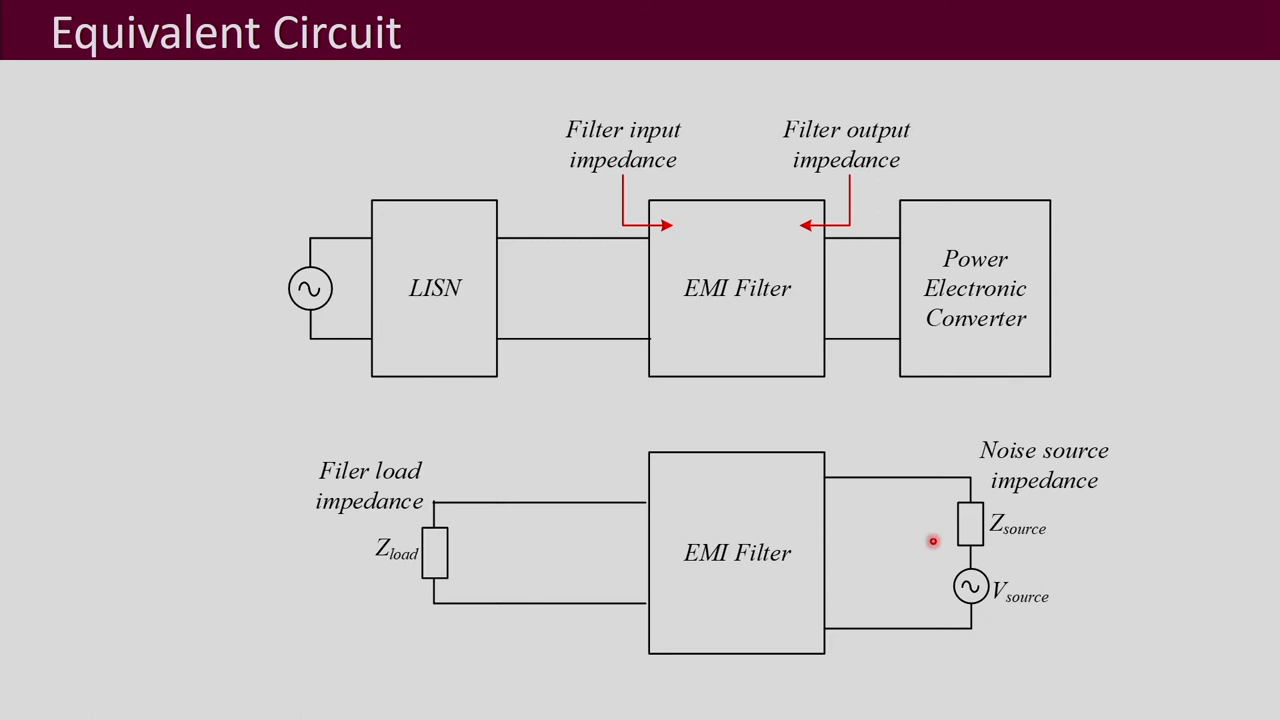 Equivalent Circuit
Filter input
impedance
Filter output
impedance
LISN
EMI Filter
Power
Electronic
Converter
Filer load
impedance
Zload
EMI Filter
Noise source
impedance
Zsource
Vsource